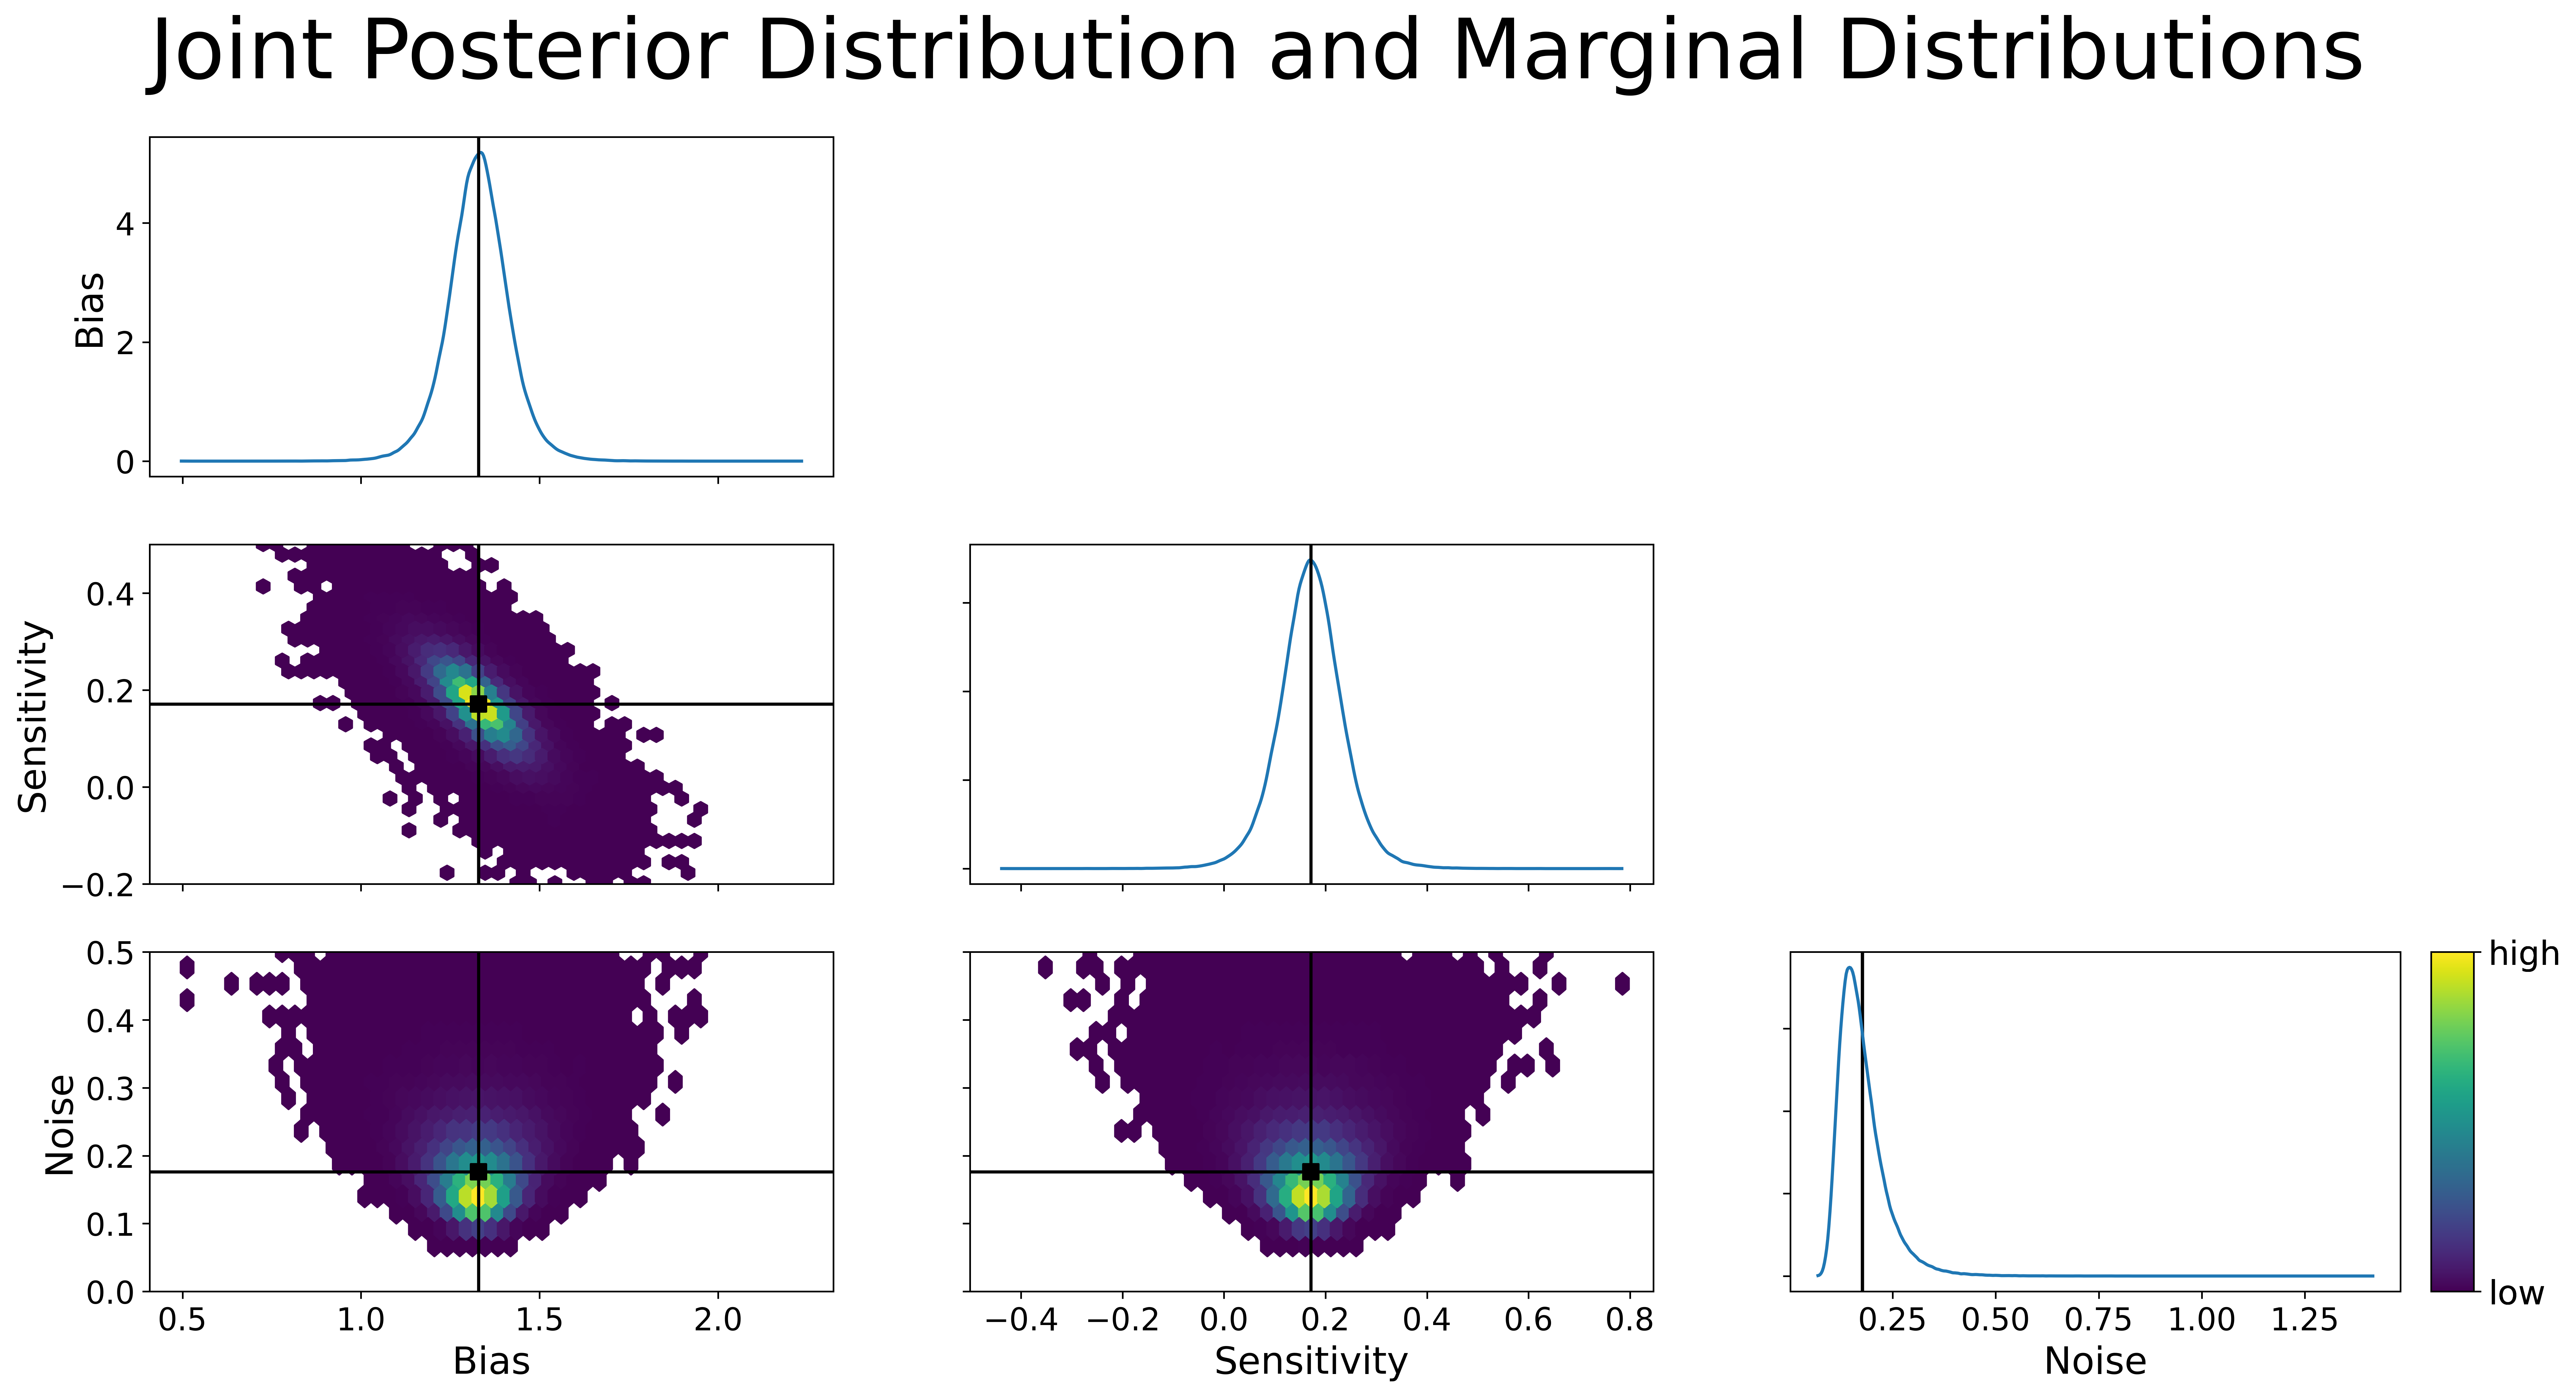 Joint Posterior Distribution and Marginal Distributions
4
2
0
Bias
0.4
0.2
0.0
−0.2
Sensitivity
0.5
0.4
0.3
0.2
0.1
0.0
Noise
0.5 1.0 1.5 2.0
Bias
−0.4 −0.2 0.0 0.2 0.4 0.6 0.8
Sensitivity
0.25 0.50 0.75 1.00 1.25
Noise
high
low